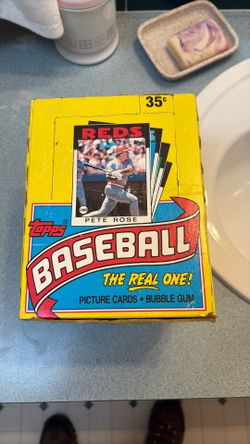 35¢
REDS
PETE ROSE
Topps
BASEBALL
THE REAL ONE!
PICTURE CARDS • BUBBLE GUM